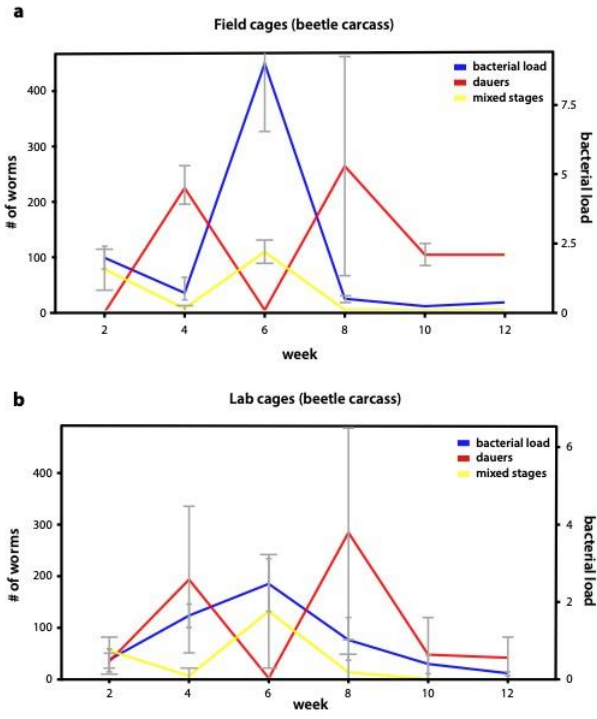 a
Field cages (beetle carcass)
bacterial load
dauers
mixed stages
400
300
200
100
0
# of worms
7.5
5
2.5
0
bacterial load
2 4 6 8 10 12
week
b
Lab cages (beetle carcass)
bacterial load
dauers
mixed stages
400
300
200
100
0
# of worms
6
4
2
0
bacterial load
2 4 6 8 10 12
week